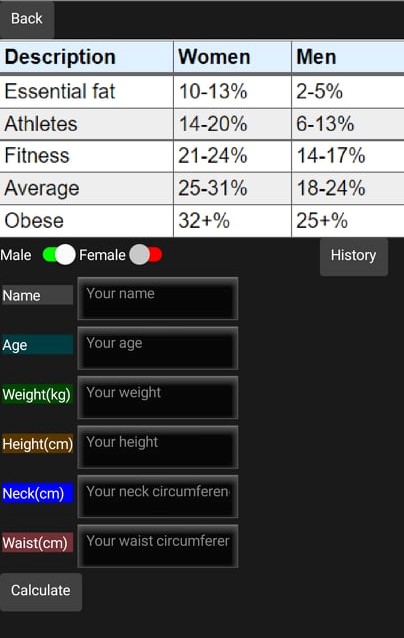 Back
Description Women Men
Essential fat 10-13% 2-5%
Athletes 14-20% 6-13%
Fitness 21-24% 14-17%
Average 25-31% 18-24%
Obese 32+% 25+%
Male Female History
Name Your name
Age Your age
Weight(kg) Your weight
Height(cm) Your height
Neck(cm) Your neck circumferen
Waist(cm) Your waist circumferer
Calculate